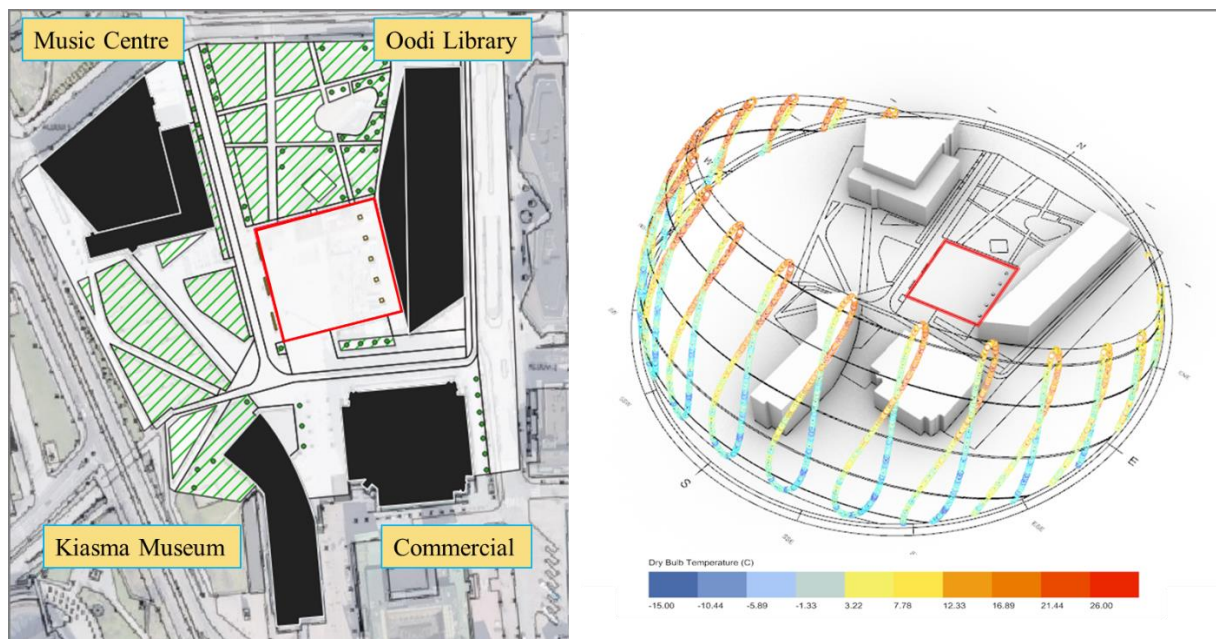 Music Centre
Oodi Library
Kiasma Museum
Commercial
N
W
S
E
Dry Bulb Temperature (C)
-15.00
-10.44
-5.89
-1.33
3.22
7.78
12.33
16.89
21.44
26.00